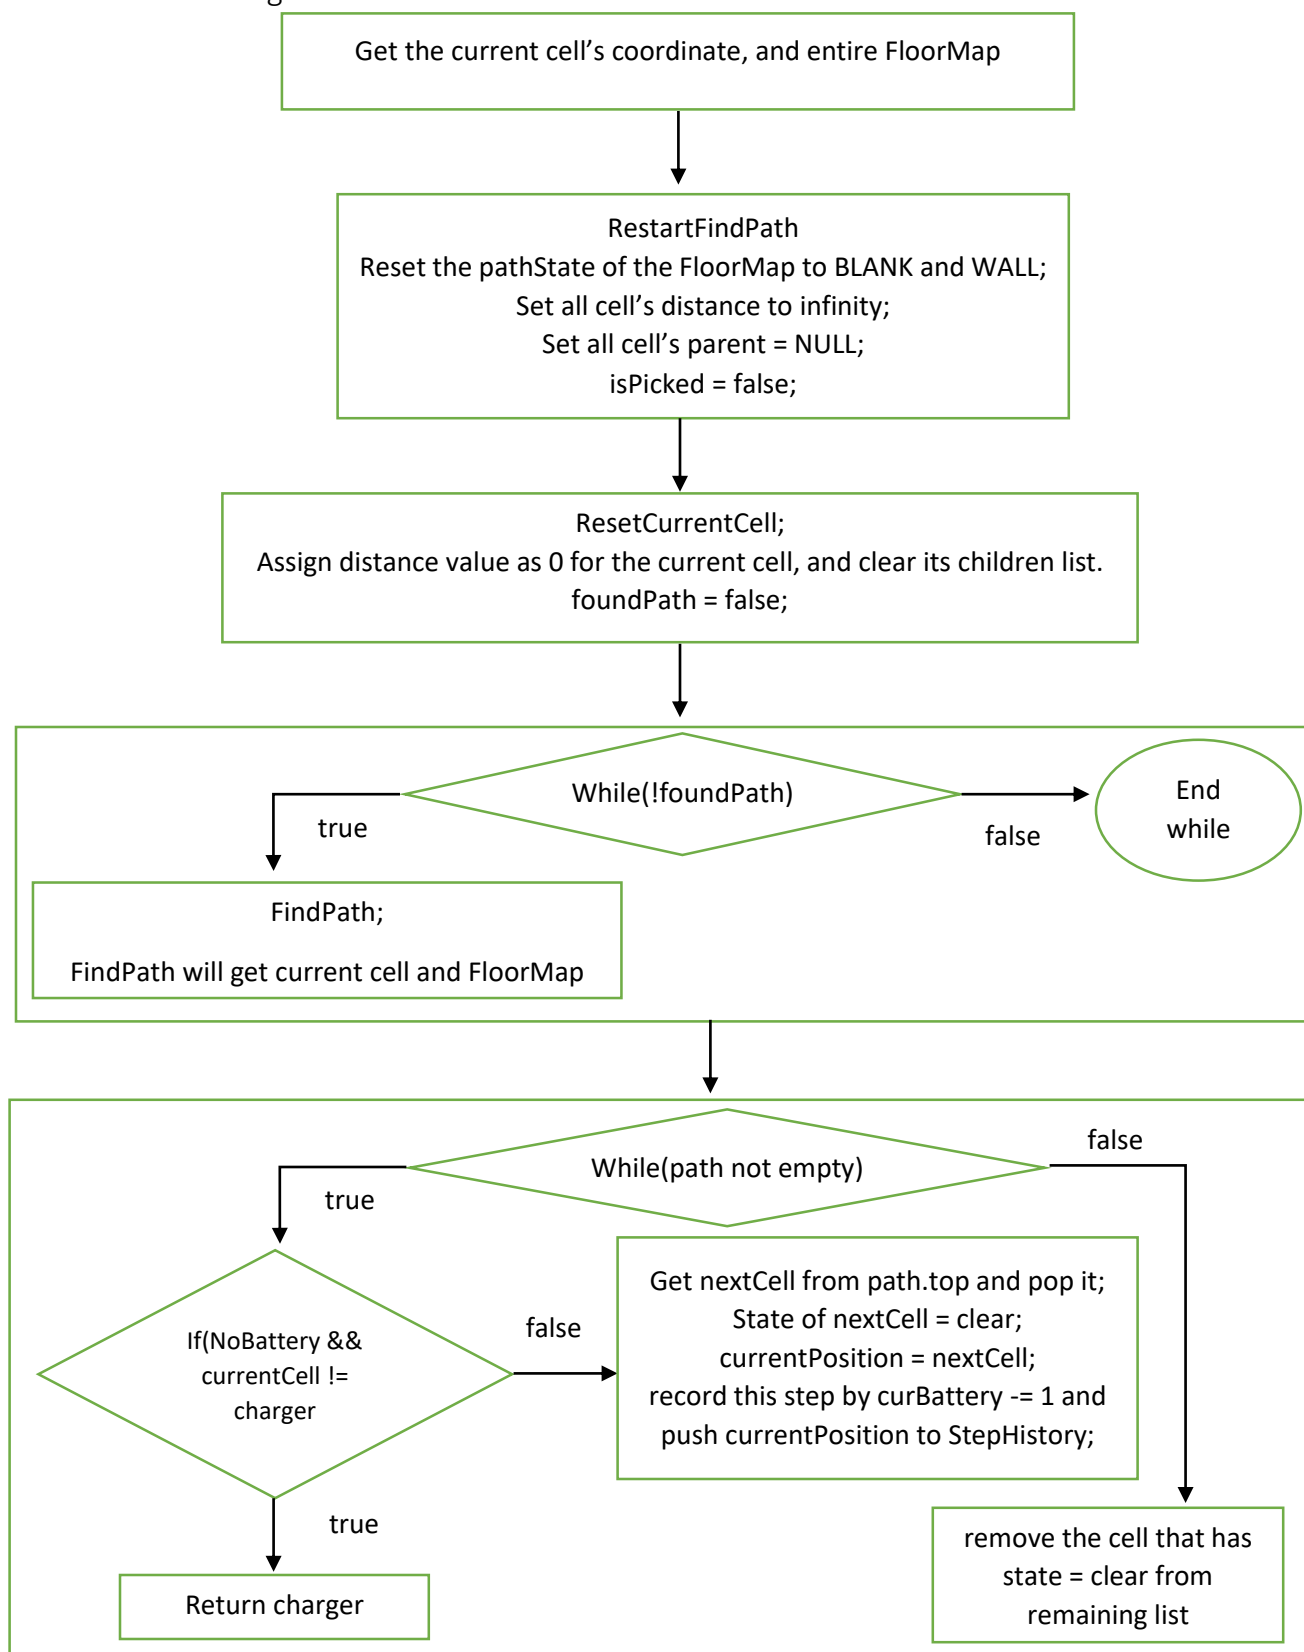 Get the current cell’s coordinate, and entire FloorMap
RestartFindPath
Reset the pathState of the FloorMap to BLANK and WALL;
Set all cell’s distance to infinity;
Set all cell’s parent = NULL;
isPicked = false;
ResetCurrentCell;
Assign distance value as 0 for the current cell, and clear its children list.
foundPath = false;
While(!foundPath)
true
false
End
while
FindPath;
FindPath will get current cell and FloorMap
While(path not empty)
true
false
If(NoBattery &&
currentCell !=
charger
false
Get nextCell from path.top and pop it;
State of nextCell = clear;
currentPosition = nextCell;
record this step by curBattery -= 1 and
push currentPosition to StepHistory;
true
Return charger
remove the cell that has
state = clear from
remaining list